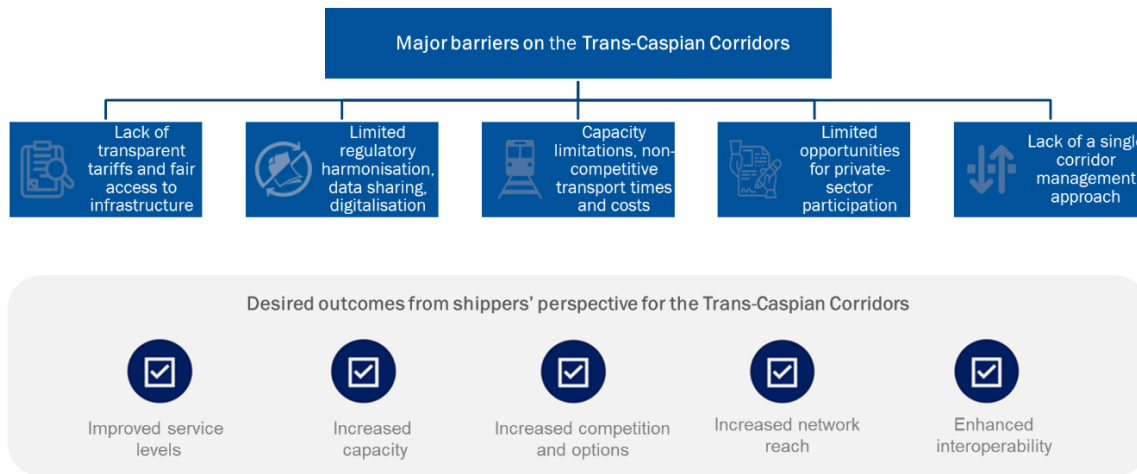 Major barriers on the Trans-Caspian Corridors
Lack of
transparent
tariffs and fair
access to
infrastructure
Limited
regulatory
harmonisation,
data sharing,
digitalisation
Capacity
limitations, non-
competitive
transport times
and costs
Limited
opportunities
for private-
sector
participation
Lack of a single
corridor
management
approach
Desired outcomes from shippers' perspective for the Trans-Caspian Corridors
Improved service
levels
Increased
capacity
Increased competition
and options
Increased network
reach
Enhanced
interoperability